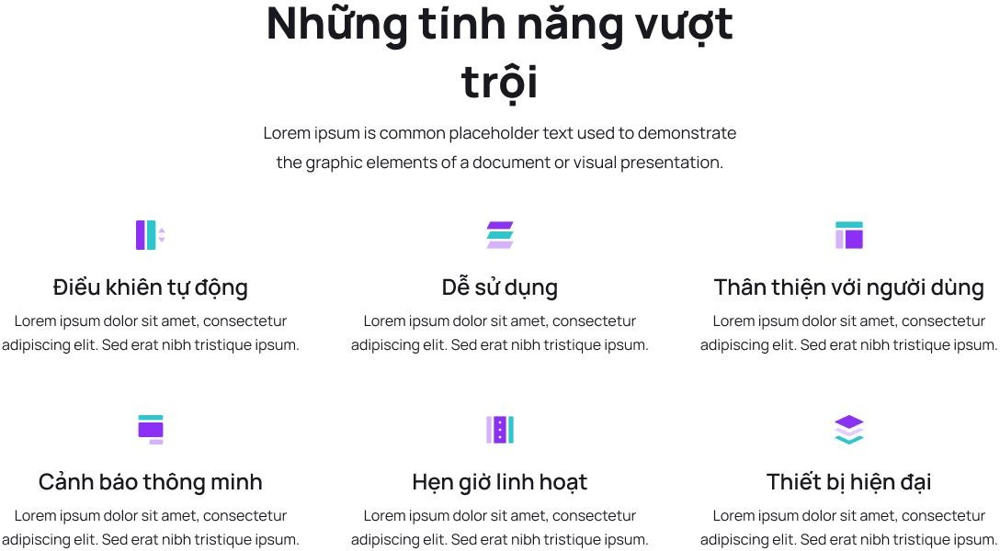 Những tính năng vượt
trội
Lorem ipsum is common placeholder text used to demonstrate
the graphic elements of a document or visual presentation.
Điều khiên tự động
Lorem ipsum dolor sit amet, consectetur
adipiscing elit. Sed erat nibh tristique ipsum.
Dễ sử dụng
Lorem ipsum dolor sit amet, consectetur
adipiscing elit. Sed erat nibh tristique ipsum.
Thân thiện với người dùng
Lorem ipsum dolor sit amet, consectetur
adipiscing elit. Sed erat nibh tristique ipsum.
Cảnh báo thông minh
Lorem ipsum dolor sit amet, consectetur
adipiscing elit. Sed erat nibh tristique ipsum.
Hẹn giờ linh hoạt
Lorem ipsum dolor sit amet, consectetur
adipiscing elit. Sed erat nibh tristique ipsum.
Thiết bị hiện đại
Lorem ipsum dolor sit amet, consectetur
adipiscing elit. Sed erat nibh tristique ipsum.